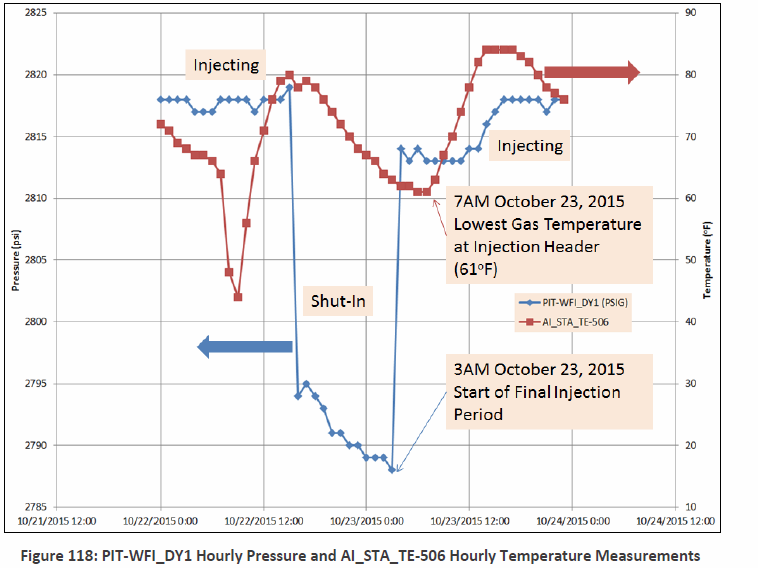 2825
2820
2815
2810
2805
2800
2795
2790
2785
Pressure [psi]
90
80
70
60
50
40
30
20
10
Temperature (ºF)
Injecting
Injecting
7AM October 23, 2015
Lowest Gas Temperature
at Injection Header
(61ºF)
Shut-In
PIT-WFI_DY1 (PSIG)
AI_STA_TE-506
3AM October 23, 2015
Start of Final Injection
Period
10/21/2015 12:00
10/22/2015 0:00
10/22/2015 12:00
10/23/2015 0:00
10/23/2015 12:00
10/24/2015 0:00
10/24/2015 12:00
Figure 118: PIT-WFI_DY1 Hourly Pressure and AI_STA_TE-506 Hourly Temperature Measurements